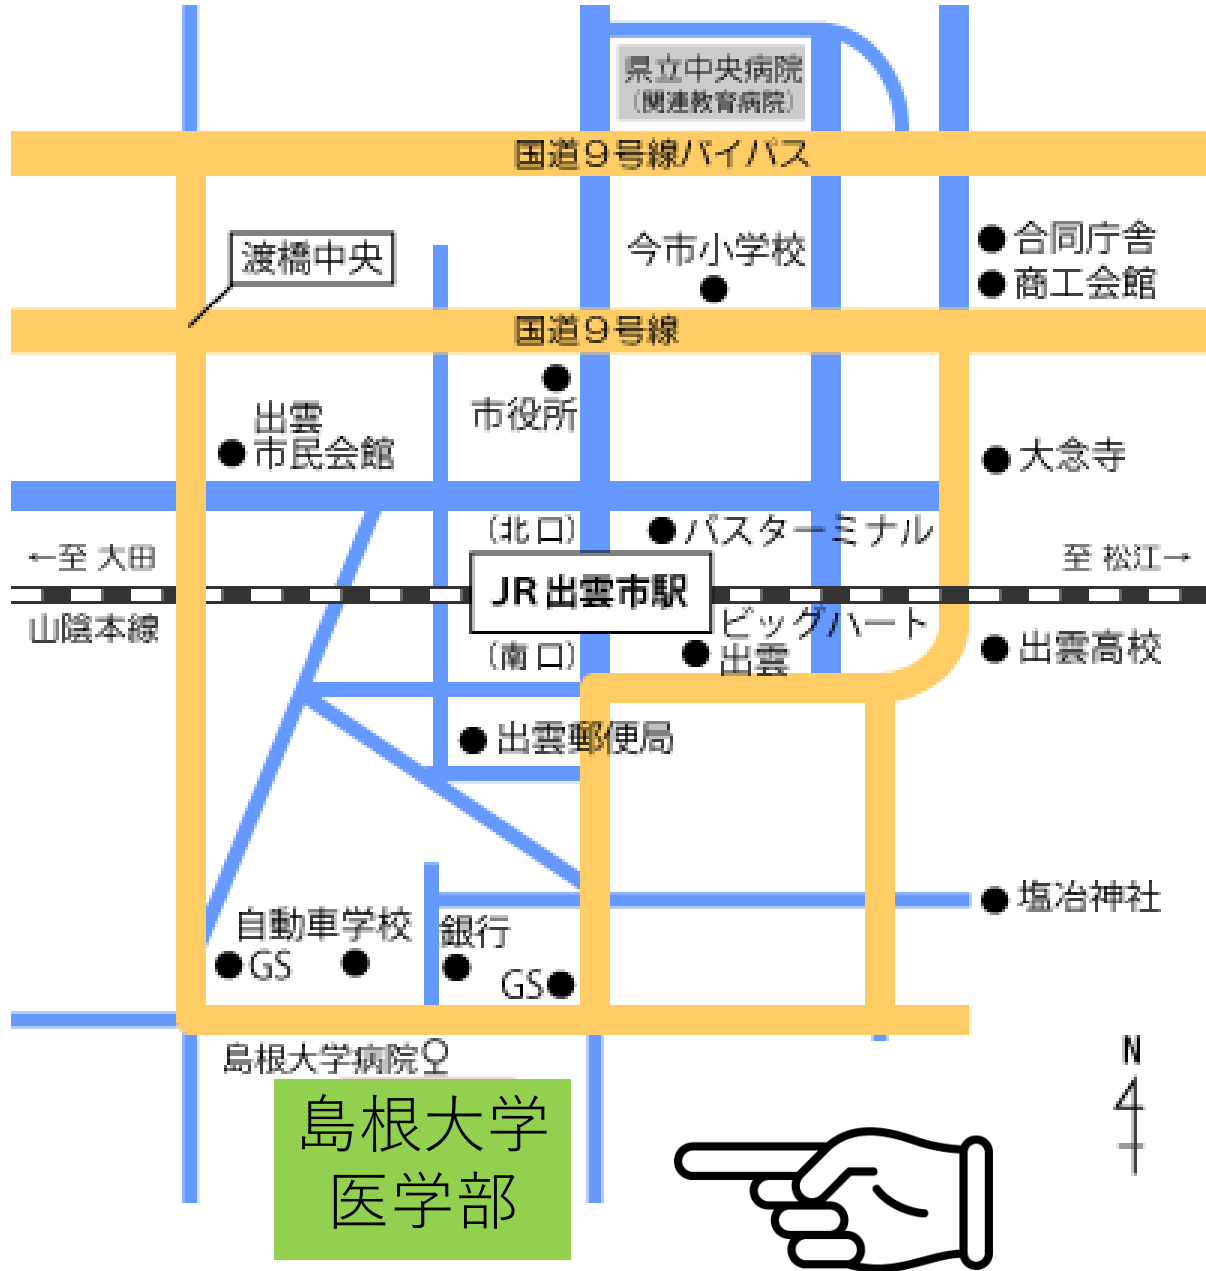 県立中央病院
（関連教育病院）
国道９号線バイパス
渡橋中央
今市小学校
合同庁舎
商工会館
国道９号線
市役所
出雲
市民会館
大念寺
（北口）
バスターミナル
←至 大田
至 松江→
JR出雲市駅
山陰本線
（南口）
ビッグハート
出雲
出雲高校
出雲郵便局
塩冶神社
自動車学校
銀行
GS
GS
島根大学病院
N
島根大学
医学部